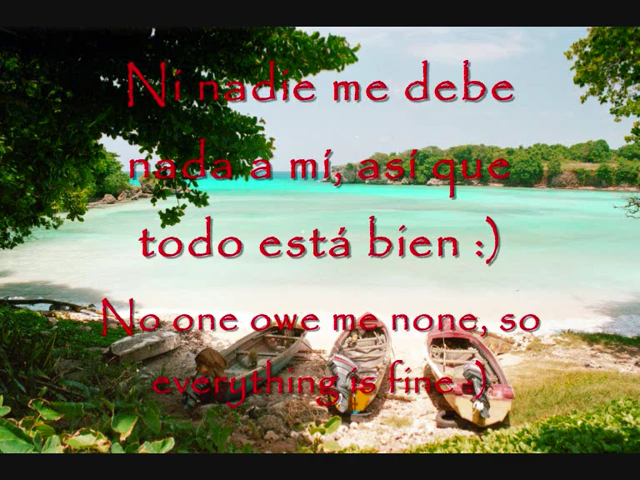 Ni nadie me debe
nada a mí, así que
todo está bien :)
No one owe me none, so
everything is fine :)